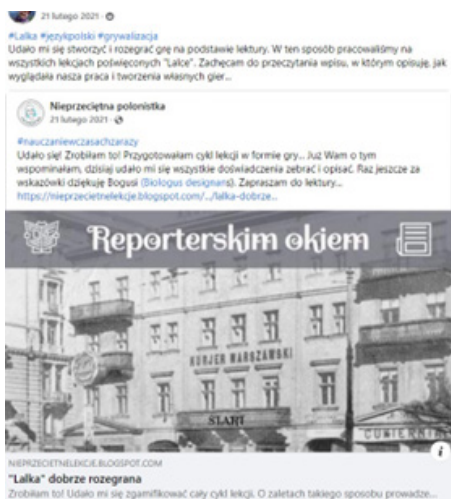 21 lutego 2021 ·
#Lalka #językpolski #grywalizacja
Udało mi się stworzyć i rozegrać grę na podstawie lektury. W ten sposób pracowaliśmy na
wszystkich lekcjach poświęconych "Lalce". Zachęcam do przeczytania wpisu, w którym opisuję, jak
wyglądała nasza praca i tworzenia własnych gier...
Nieprzeciętna polonistka
21 lutego 2021 ·
#nauczaniewczasachzarazy
Udało się! Zrobiłam to! Przygotowałam cykl lekcji w formie gry... Już Wam o tym
wspominałam, dzisiaj udało mi się wszystkie doświadczenia zebrać i opisać. Raz jeszcze za
wskazówki dziękuję Bogusi (Biologus designans). Zapraszam do lektury...
https://nieprzecietnelekcje.blogspot.com/.../lalka-dobrze...
Reporterskim okiem
KURJER WARSZAWSKI
START
CUKIERNI
NIEPRZECIETNELEKCJE.BLOGSPOT.COM
"Lalka" dobrze rozegrana
Zrobiłam to! Udało mi się zgamifikować cały cykl lekcji. O zaletach takiego sposobu prowadze...